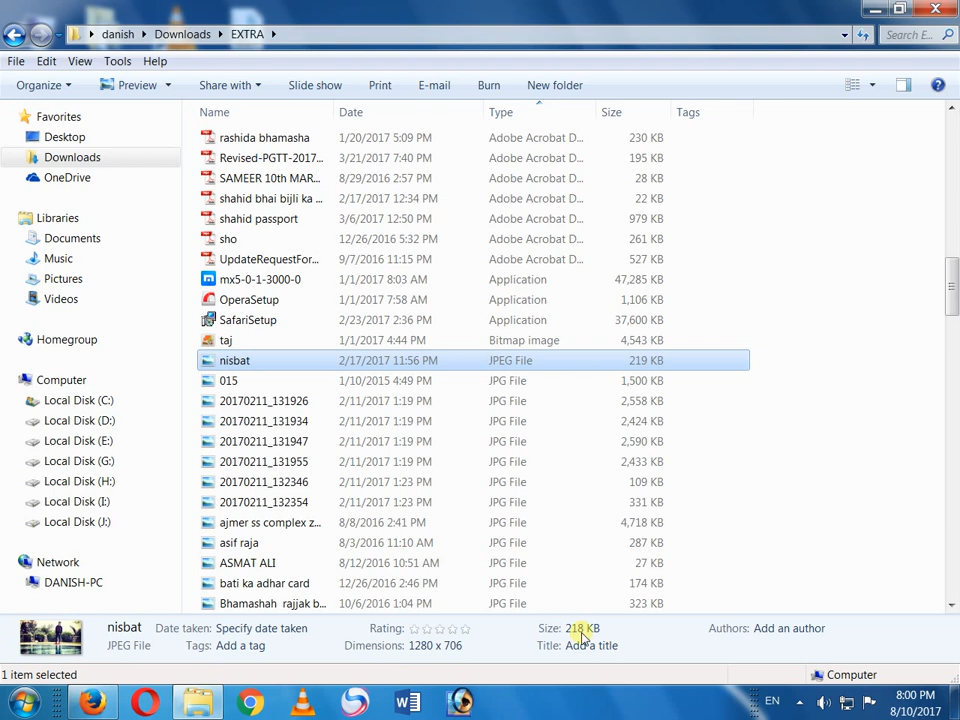 danish Downloads EXTRA Search E...
File Edit View Tools Help
Organize Preview Share with Slide show Print E-mail Burn New folder
Favorites
Desktop
Downloads
OneDrive
Libraries
Documents
Music
Pictures
Videos
Homegroup
Computer
Local Disk (C:)
Local Disk (D:)
Local Disk (E:)
Local Disk (G:)
Local Disk (H:)
Local Disk (I:)
Local Disk (J:)
Network
DANISH-PC
Name Date Type Size Tags
rashida bhamasha 1/20/2017 5:09 PM Adobe Acrobat D... 230 KB
Revised-PGTT-2017... 3/21/2017 7:40 PM Adobe Acrobat D... 195 KB
SAMEER 10th MAR... 8/29/2016 2:57 PM Adobe Acrobat D... 28 KB
shahid bhai bijli ka ... 2/17/2017 12:34 PM Adobe Acrobat D... 22 KB
shahid passport 3/6/2017 12:50 PM Adobe Acrobat D... 979 KB
sho 12/26/2016 5:32 PM Adobe Acrobat D... 261 KB
UpdateRequestFor... 9/7/2016 11:15 PM Adobe Acrobat D... 527 KB
mx5-0-1-3000-0 1/1/2017 8:03 AM Application 47,285 KB
OperaSetup 1/1/2017 7:58 AM Application 1,106 KB
SafariSetup 2/23/2017 2:36 PM Application 37,600 KB
taj 1/1/2017 4:44 PM Bitmap image 4,543 KB
nisbat 2/17/2017 11:56 PM JPEG File 219 KB
015 1/10/2015 4:49 PM JPG File 1,500 KB
20170211_131926 2/11/2017 1:19 PM JPG File 2,558 KB
20170211_131934 2/11/2017 1:19 PM JPG File 2,424 KB
20170211_131947 2/11/2017 1:19 PM JPG File 2,590 KB
20170211_131955 2/11/2017 1:19 PM JPG File 2,433 KB
20170211_132346 2/11/2017 1:23 PM JPG File 109 KB
20170211_132354 2/11/2017 1:23 PM JPG File 331 KB
ajmer ss complex z... 8/8/2016 2:41 PM JPG File 4,718 KB
asif raja 8/3/2016 11:10 AM JPG File 287 KB
ASMAT ALI 8/12/2016 10:51 AM JPG File 27 KB
bati ka adhar card 12/26/2016 2:46 PM JPG File 174 KB
Bhamashah rajjak b... 10/6/2016 1:04 PM JPG File 323 KB
nisbat Date taken: Specify date taken Rating: Size: 218 KB Authors: Add an author
JPEG File Tags: Add a tag Dimensions: 1280 x 706 Title: Add a title
1 item selected Computer
EN 8:00 PM
8/10/2017